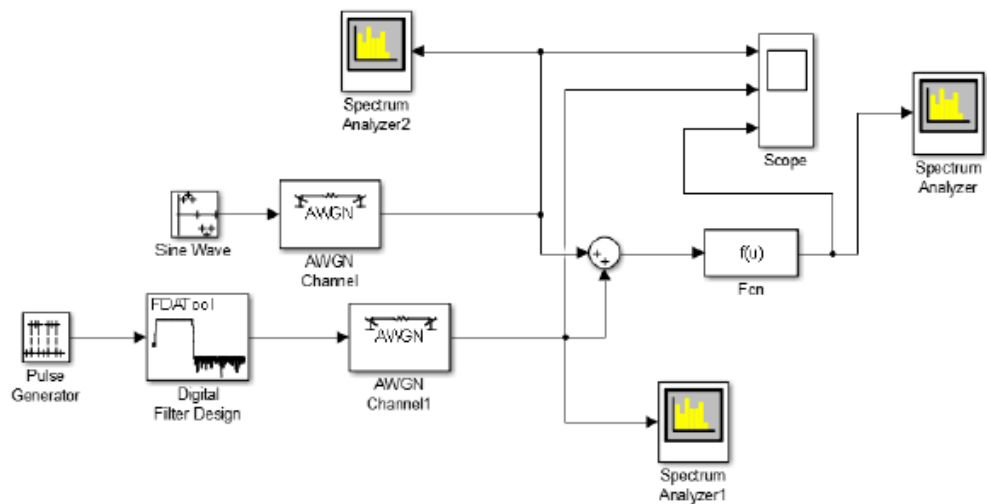 Spectrum
Analyzer2
Scope
Spectrum
Analyzer
AWGN
Sine Wave
AWGN
Channel
f(u)
Fcn
FDATool
AWGN
Pulse
Generator
Digital
Filter Design
AWGN
Channel1
Spectrum
Analyzer1